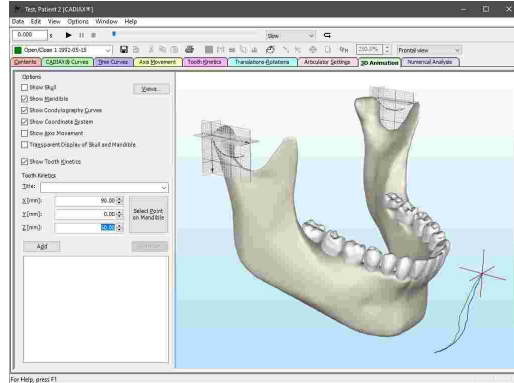 Test, Patient 2 [CADIAX®]
Date Edit View Options Window Help
0.000 s Slow
Open/Close 1 1992-05-15 250.0% Frontal view
Contents CADIAX® Curves Time Curves Axis Movement Tooth Kinetics Translations-Rotations Articulator Settings 3D Animation Numerical Analysis
Options
Show Skull Views...
Show Mandible
Show Condylography Curves
Show Coordinate System
Show Axis Movement
Transparent Display of Skull and Mandible
Show Tooth Kinetics
Tooth Kinetics
Title:
X [mm]: 90.00
Y [mm]: 0.00 Select Point on Mandible
Z [mm]:
Add
For Help, press F1